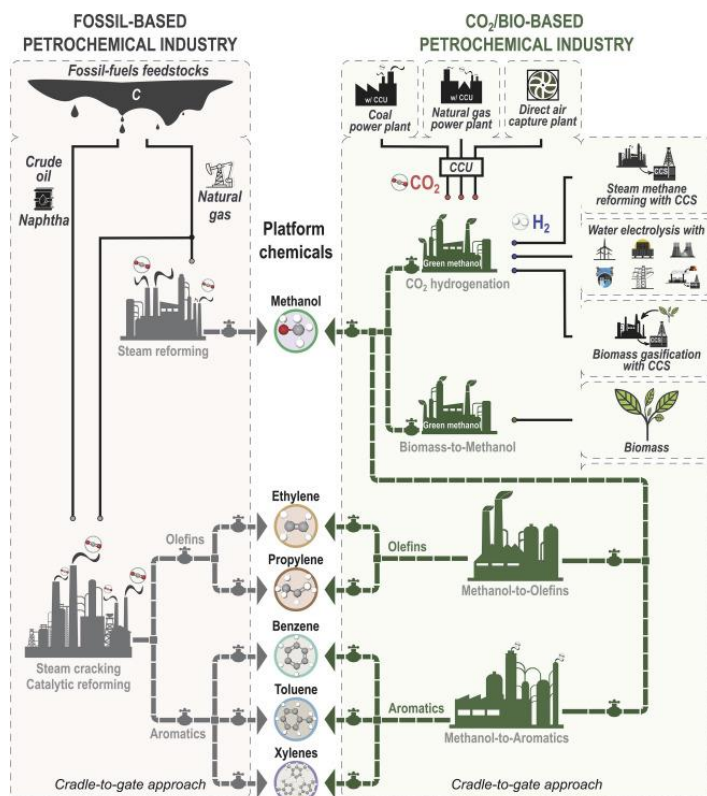 FOSSIL-BASED
PETROCHEMICAL INDUSTRY
Fossil-fuels feedstocks
C
Crude
oil
Naphtha
Natural
gas
Steam reforming
Steam cracking
Catalytic reforming
Olefins
Aromatics
Cradle-to-gate approach
Platform
chemicals
Methanol
Ethylene
Propylene
Benzene
Toluene
Xylenes
CO₂/BIO-BASED
PETROCHEMICAL INDUSTRY
w/ CCU
Coal
power plant
w/ CCU
Natural gas
power plant
Direct air
capture plant
CCU
CO₂
H₂
Green methanol
CO₂ hydrogenation
Steam methane
reforming with CCS
CCS
Water electrolysis with
CCS
Biomass gasification
with CCS
Green methanol
Biomass-to-Methanol
Biomass
Olefins
Methanol-to-Olefins
Aromatics
Methanol-to-Aromatics
Cradle-to-gate approach